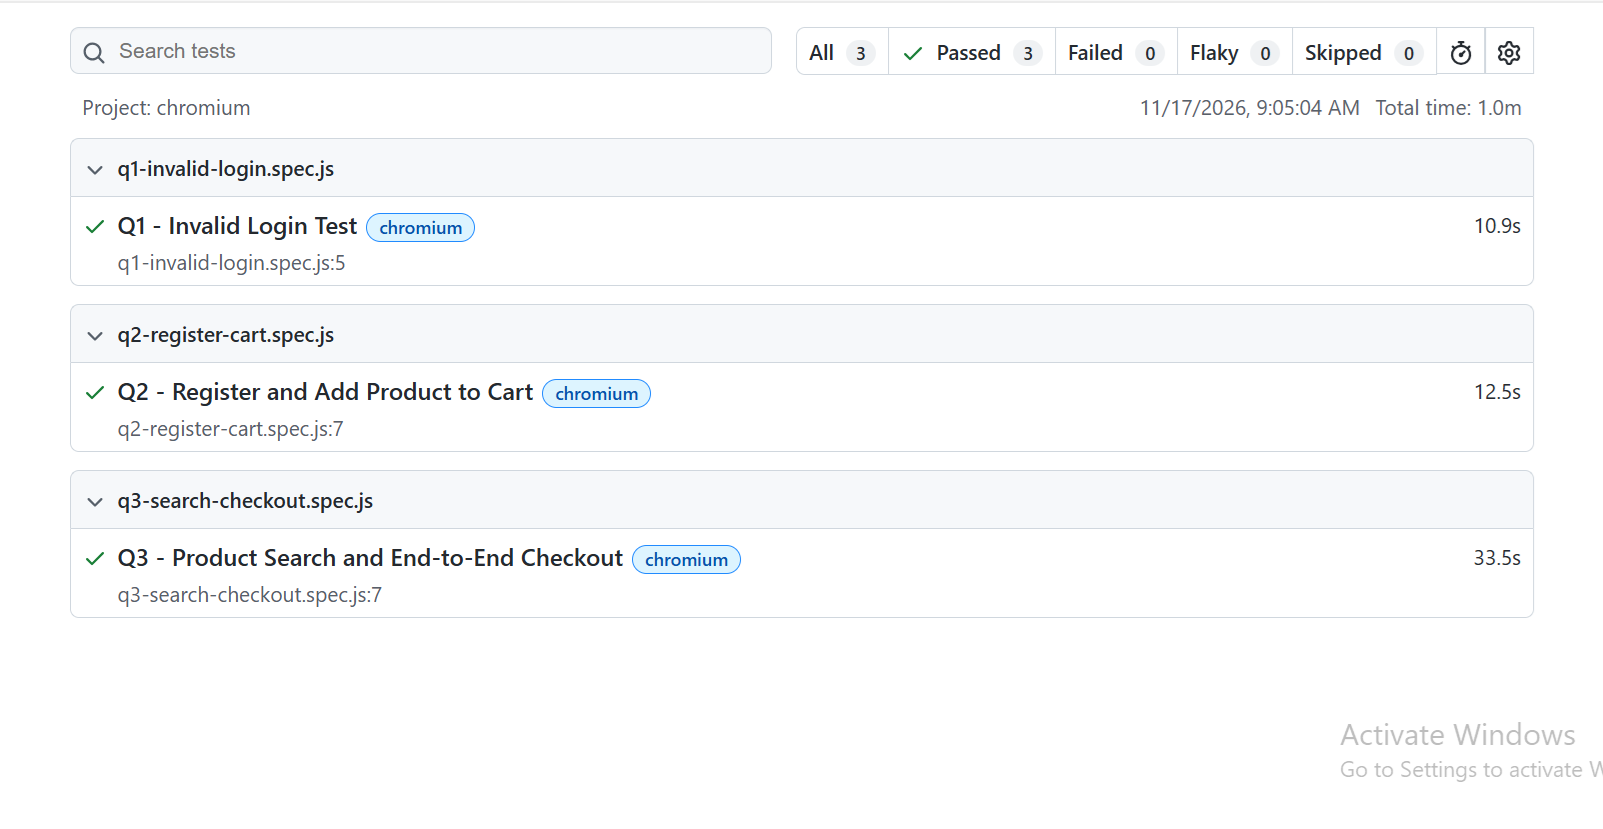 Search tests
All 3 Passed 3 Failed 0 Flaky 0 Skipped 0
Project: chromium
11/17/2026, 9:05:04 AM Total time: 1.0m
q1-invalid-login.spec.js
Q1 - Invalid Login Test chromium 10.9s
q1-invalid-login.spec.js:5
q2-register-cart.spec.js
Q2 - Register and Add Product to Cart chromium 12.5s
q2-register-cart.spec.js:7
q3-search-checkout.spec.js
Q3 - Product Search and End-to-End Checkout chromium 33.5s
q3-search-checkout.spec.js:7
Activate Windows
Go to Settings to activate